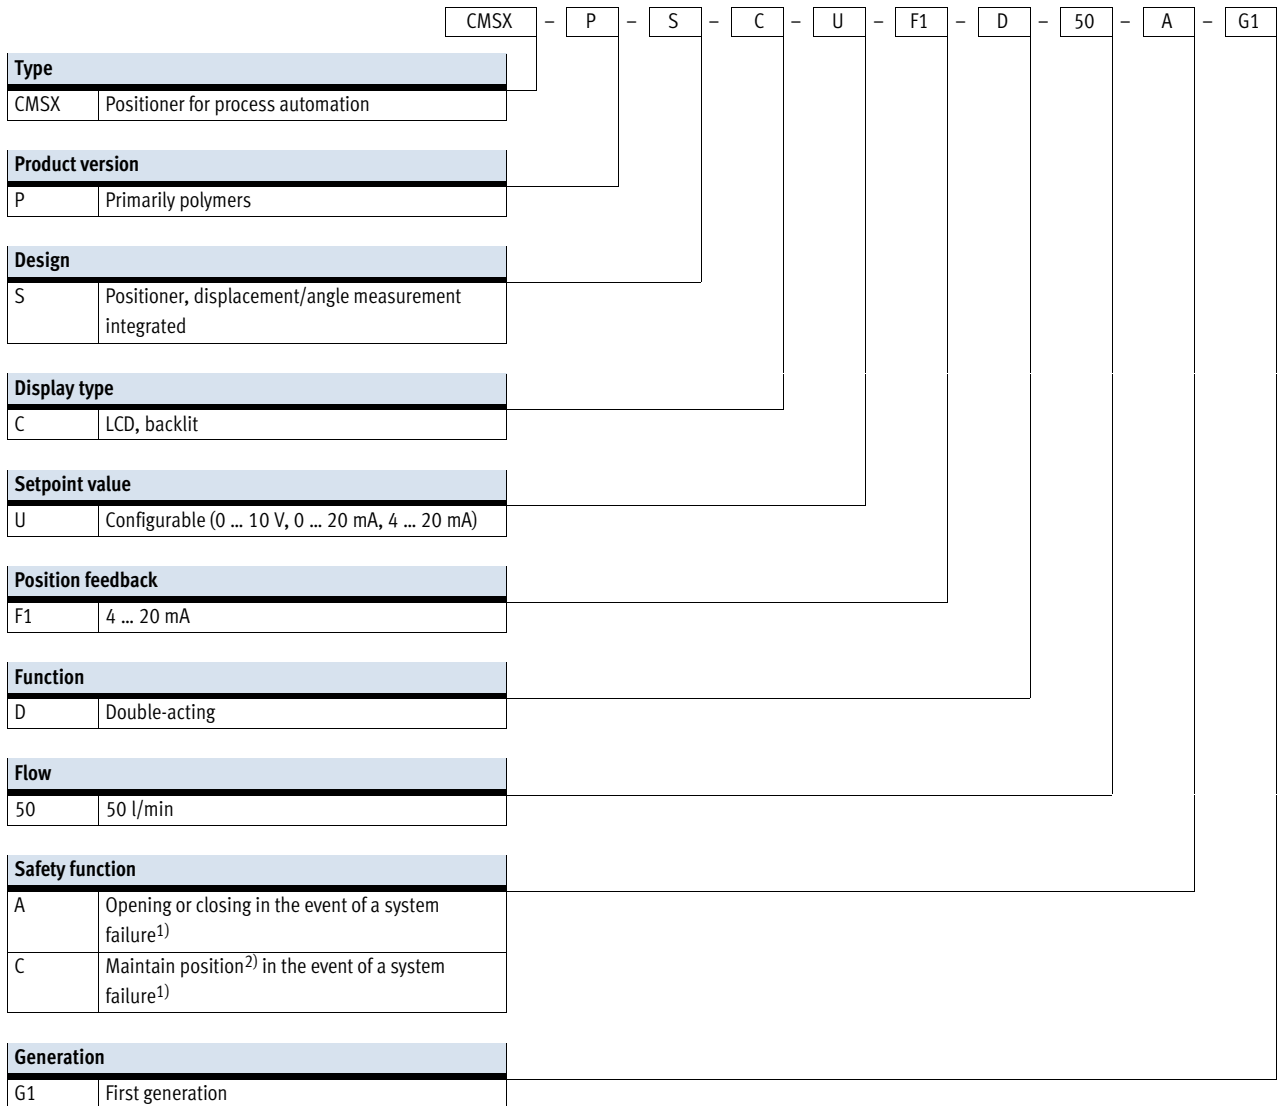 CMSX – P – S – C – U – F1 – D – 50 – A – G1
Type
CMSX Positioner for process automation
Product version
P Primarily polymers
Design
S Positioner, displacement/angle measurement
integrated
Display type
C LCD, backlit
Setpoint value
U Configurable (0 ... 10 V, 0 ... 20 mA, 4 ... 20 mA)
Position feedback
F1 4 ... 20 mA
Function
D Double-acting
Flow
50 50 l/min
Safety function
A Opening or closing in the event of a system
failure1)
C Maintain position2) in the event of a system
failure1)
Generation
G1 First generation